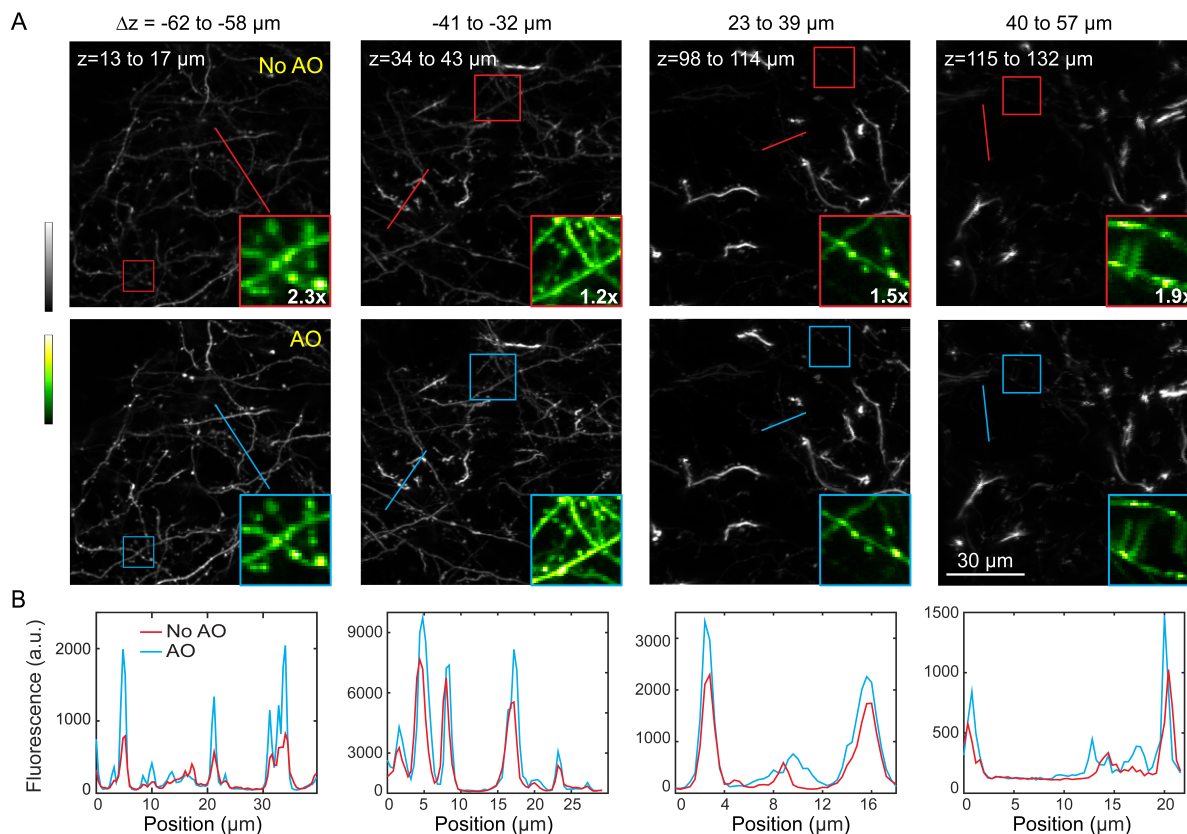 A
Δz = -62 to -58 µm
-41 to -32 µm
23 to 39 µm
40 to 57 µm
z=13 to 17 µm
No AO
z=34 to 43 µm
z=98 to 114 µm
z=115 to 132 µm
2.3x
1.2x
1.5x
1.9x
AO
30 µm
B
Fluorescence (a.u.)
2000
1000
0
No AO
AO
0
10
20
30
Position (µm)
9000
6000
3000
0
0
5
10
15
20
25
Position (µm)
3000
2000
1000
0
0
4
8
12
16
Position (µm)
1500
1000
500
0
0
5
10
15
20
Position (µm)